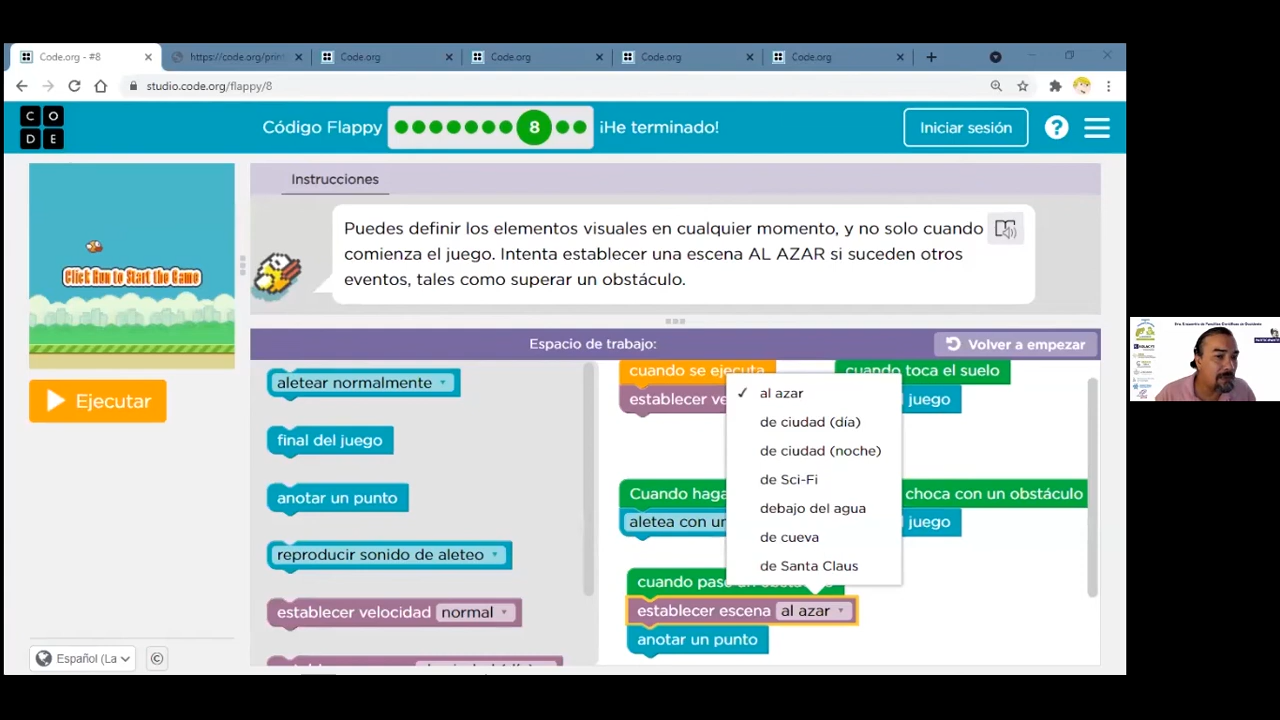 Code.org - #8
https://code.org/prin
Code.org
Code.org
Code.org
Code.org
studio.code.org/flappy/8
C O
D E
Código Flappy
8
¡He terminado!
Iniciar sesión
?
Instrucciones
Puedes definir los elementos visuales en cualquier momento, y no solo cuando
comienza el juego. Intenta establecer una escena AL AZAR si suceden otros
eventos, tales como superar un obstáculo.
Click Run to Start the Game
Ejecutar
Espacio de trabajo:
Volver a empezar
aletear normalmente
final del juego
anotar un punto
reproducir sonido de aleteo
establecer velocidad normal
cuando se ejecuta
establecer ve
cuando toca el suelo
juego
al azar
de ciudad (día)
de ciudad (noche)
de Sci-Fi
debajo del agua
de cueva
de Santa Claus
Cuando haga
aletea con un
choca con un obstáculo
juego
cuando pase un obstáculo
establecer escena al azar
anotar un punto
Español (La
©